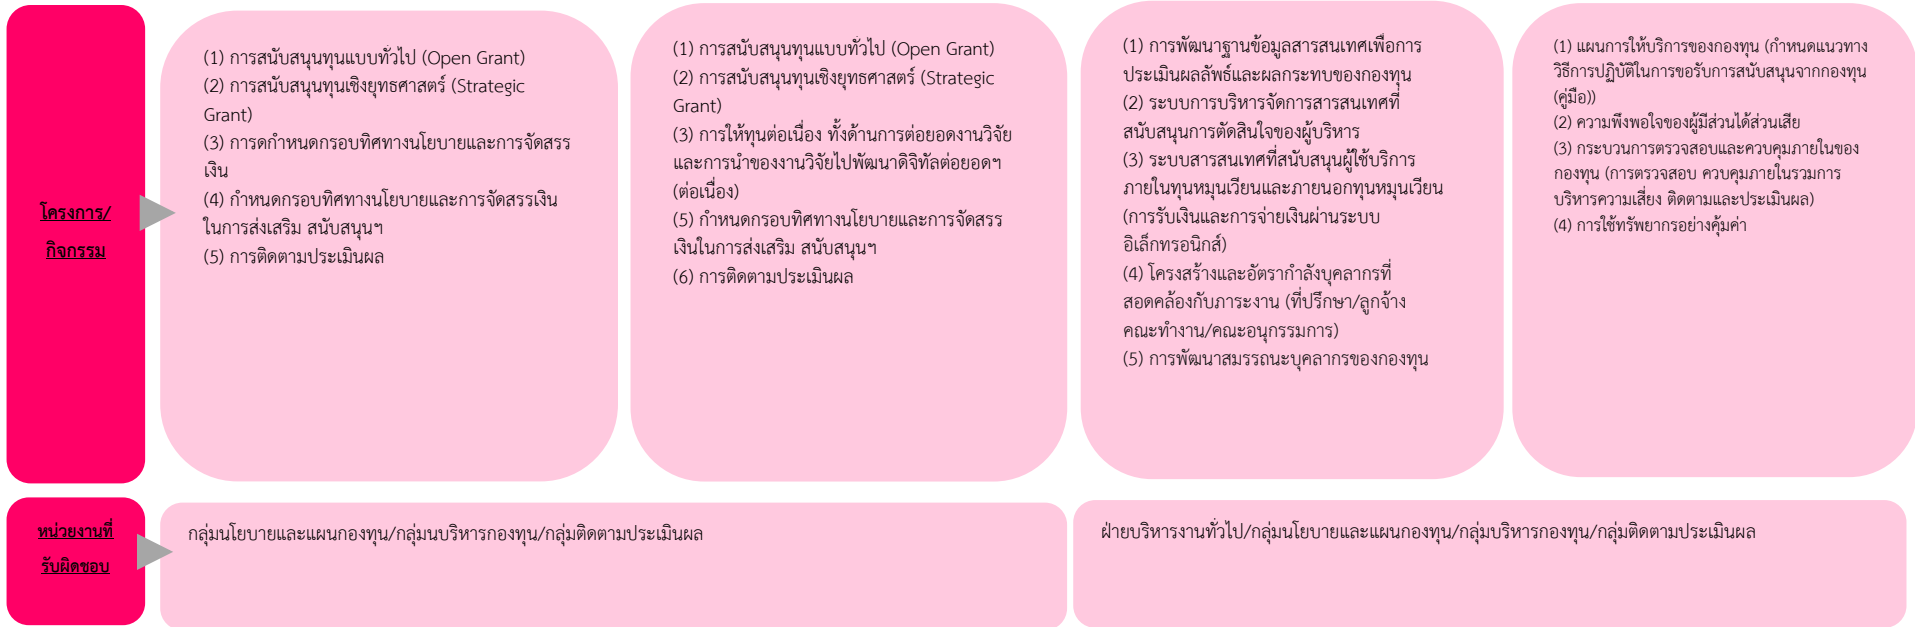 โครงการ/
กิจกรรม
(1) การสนับสนุนทุนแบบทั่วไป (Open Grant)
(2) การสนับสนุนทุนเชิงยุทธศาสตร์ (Strategic
Grant)
(3) การดกำหนดกรอบทิศทางนโยบายและการจัดสรร
เงิน
(4) กำหนดกรอบทิศทางนโยบายและการจัดสรรเงิน
ในการส่งเสริม สนับสนุนฯ
(5) การติดตามประเมินผล
(1) การสนับสนุนทุนแบบทั่วไป (Open Grant)
(2) การสนับสนุนทุนเชิงยุทธศาสตร์ (Strategic
Grant)
(3) การให้ทุนต่อเนื่อง ทั้งด้านการต่อยอดงานวิจัย
และการนำของงานวิจัยไปพัฒนาดิจิทัลต่อยอดฯ
(ต่อเนื่อง)
(5) กำหนดกรอบทิศทางนโยบายและการจัดสรร
เงินในการส่งเสริม สนับสนุนฯ
(6) การติดตามประเมินผล
(1) การพัฒนาฐานข้อมูลสารสนเทศเพื่อการ
ประเมินผลลัพธ์และผลกระทบของกองทุน
(2) ระบบการบริหารจัดการสารสนเทศที่
สนับสนุนการตัดสินใจของผู้บริหาร
(3) ระบบสารสนเทศที่สนับสนุนผู้ใช้บริการ
ภายในทุนหมุนเวียนและภายนอกทุนหมุนเวียน
(การรับเงินและการจ่ายเงินผ่านระบบ
อิเล็กทรอนิกส์)
(4) โครงสร้างและอัตรากำลังบุคลากรที่
สอดคล้องกับภาระงาน (ที่ปรึกษา/ลูกจ้าง
คณะทำงาน/คณะอนุกรรมการ)
(5) การพัฒนาสมรรถนะบุคลากรของกองทุน
(1) แผนการให้บริการของกองทุน (กำหนดแนวทาง
วิธีการปฏิบัติในการขอรับการสนับสนุนจากกองทุน
(คู่มือ))
(2) ความพึงพอใจของผู้มีส่วนได้ส่วนเสีย
(3) กระบวนการตรวจสอบและควบคุมภายในของ
กองทุน (การตรวจสอบ ควบคุมภายในรวมการ
บริหารความเสี่ยง ติดตามและประเมินผล)
(4) การใช้ทรัพยากรอย่างคุ้มค่า
หน่วยงานที่
รับผิดชอบ
กลุ่มนโยบายและแผนกองทุน/กลุ่มนบริหารกองทุน/กลุ่มติดตามประเมินผล
ฝ่ายบริหารงานทั่วไป/กลุ่มนโยบายและแผนกองทุน/กลุ่มบริหารกองทุน/กลุ่มติดตามประเมินผล